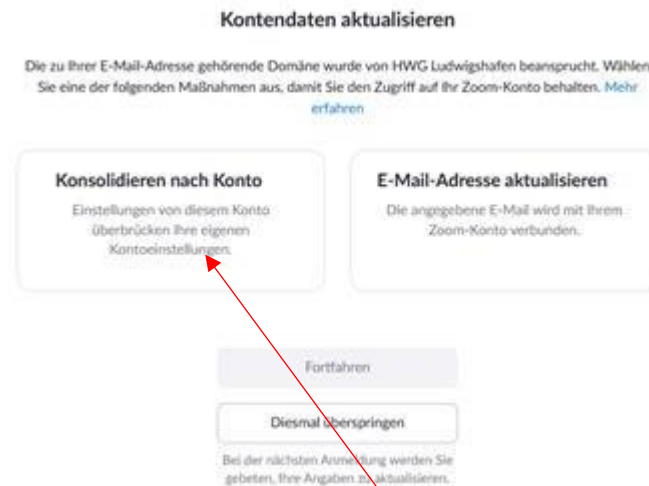 Kontendaten aktualisieren
Die zu Ihrer E-Mail-Adresse gehörende Domäne wurde von HWG Ludwigshafen beansprucht. Wählen
Sie eine der folgenden Maßnahmen aus, damit Sie den Zugriff auf Ihr Zoom-Konto behalten. Mehr
erfahren
Konsolidieren nach Konto
Einstellungen von diesem Konto
überbrücken Ihre eigenen
Kontoeinstellungen.
E-Mail-Adresse aktualisieren
Die angegebene E-Mail wird mit Ihrem
Zoom-Konto verbunden.
Fortfahren
Diesmal überspringen
Bei der nächsten Anmeldung werden Sie
gebeten, Ihre Angaben zu aktualisieren.